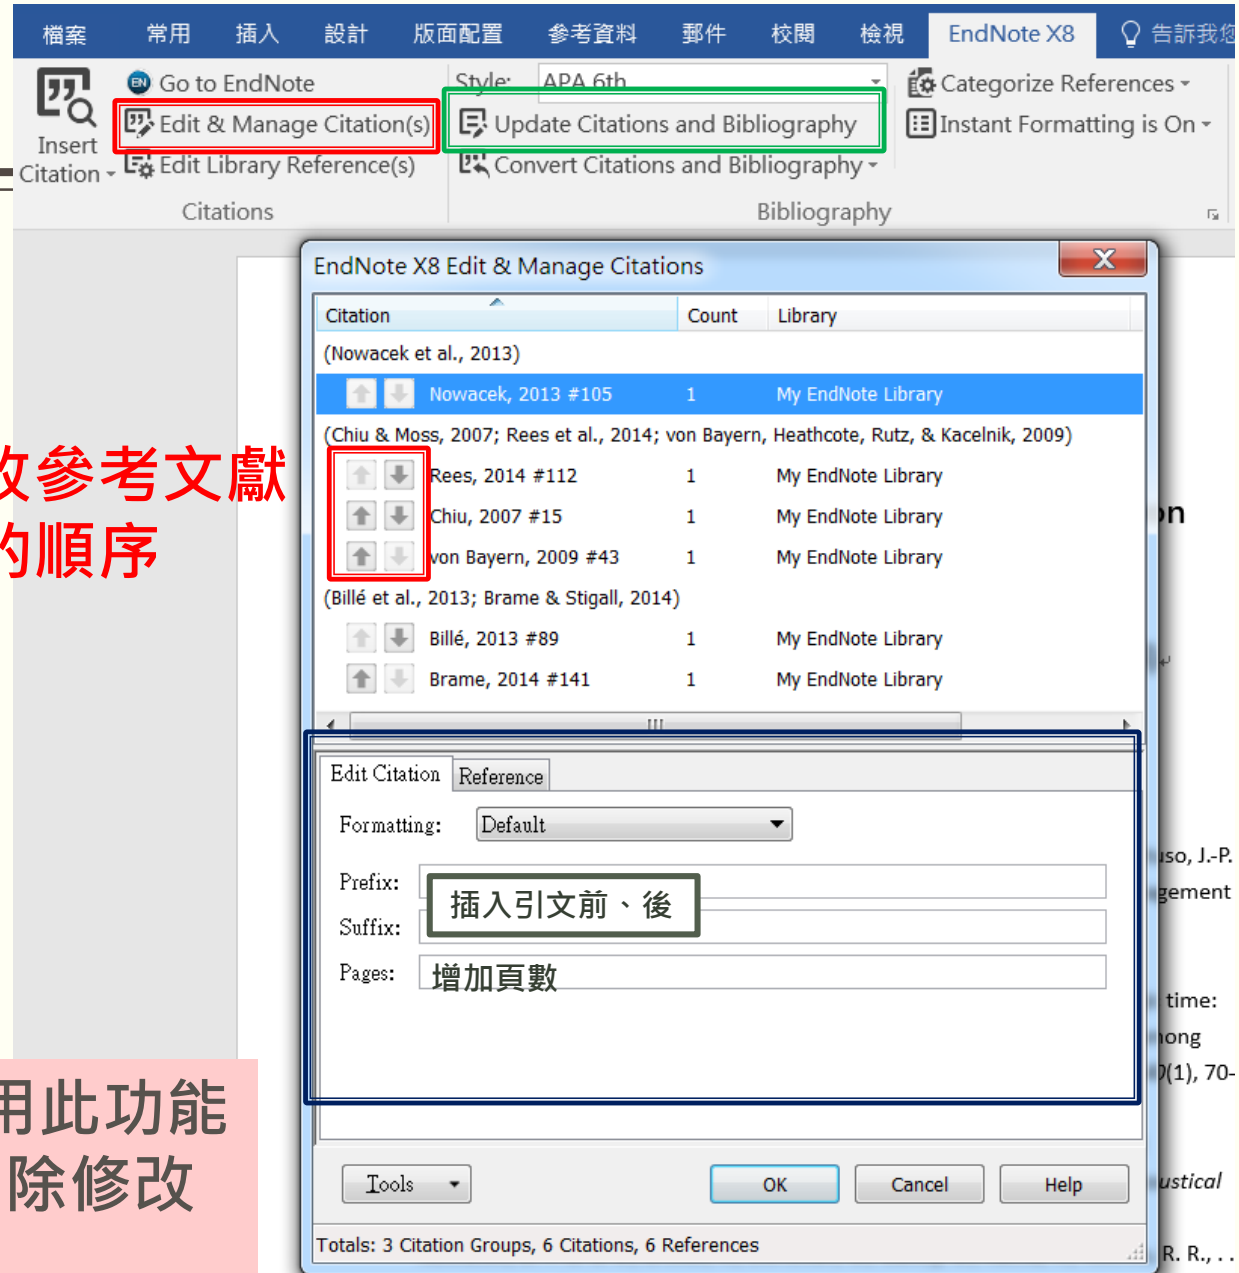 檔案 常用 插入 設計 版面配置 參考資料 郵件 校閱 檢視 EndNote X8 告訴我您
Go to EndNote
Edit & Manage Citation(s)
Edit Library Reference(s)
Insert
Citation
Citations
Style: APA 6th
Update Citations and Bibliography
Convert Citations and Bibliography
Bibliography
Categorize References
Instant Formatting is On
EndNote X8 Edit & Manage Citations
X
Citation Count Library
(Nowacek et al., 2013)
Nowacek, 2013 #105 1 My EndNote Library
(Chiu & Moss, 2007; Rees et al., 2014; von Bayern, Heathcote, Rutz, & Kacelnik, 2009)
Rees, 2014 #112 1 My EndNote Library
Chiu, 2007 #15 1 My EndNote Library
von Bayern, 2009 #43 1 My EndNote Library
(Billé et al., 2013; Brame & Stigall, 2014)
Billé, 2013 #89 1 My EndNote Library
Brame, 2014 #141 1 My EndNote Library
改參考文獻
的順序
Edit Citation Reference
Formatting: Default
Prefix:
插入引文前、後
Suffix:
Pages: 增加頁數
用此功能
除修改
Tools OK Cancel Help
Totals: 3 Citation Groups, 6 Citations, 6 References
on
uso, J.-P.
gement
time:
nong
(1), 70-
ustical
R. R., . .